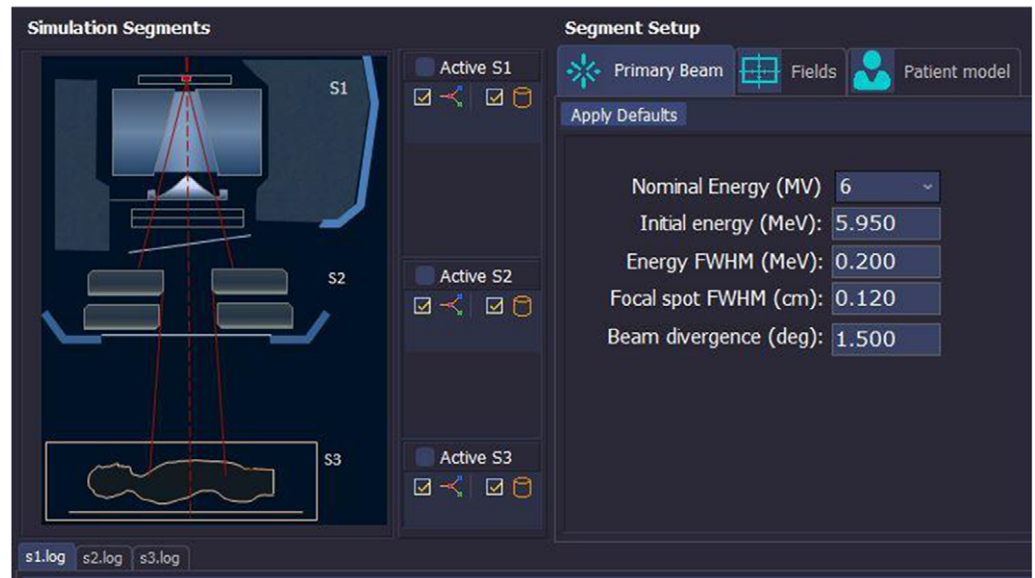 Simulation Segments
S1
S2
S3
Active S1
Active S2
Active S3
Segment Setup
Primary Beam
Fields
Patient model
Apply Defaults
Nominal Energy (MV) 6
Initial energy (MeV): 5.950
Energy FWHM (MeV): 0.200
Focal spot FWHM (cm): 0.120
Beam divergence (deg): 1.500
s1.log s2.log s3.log